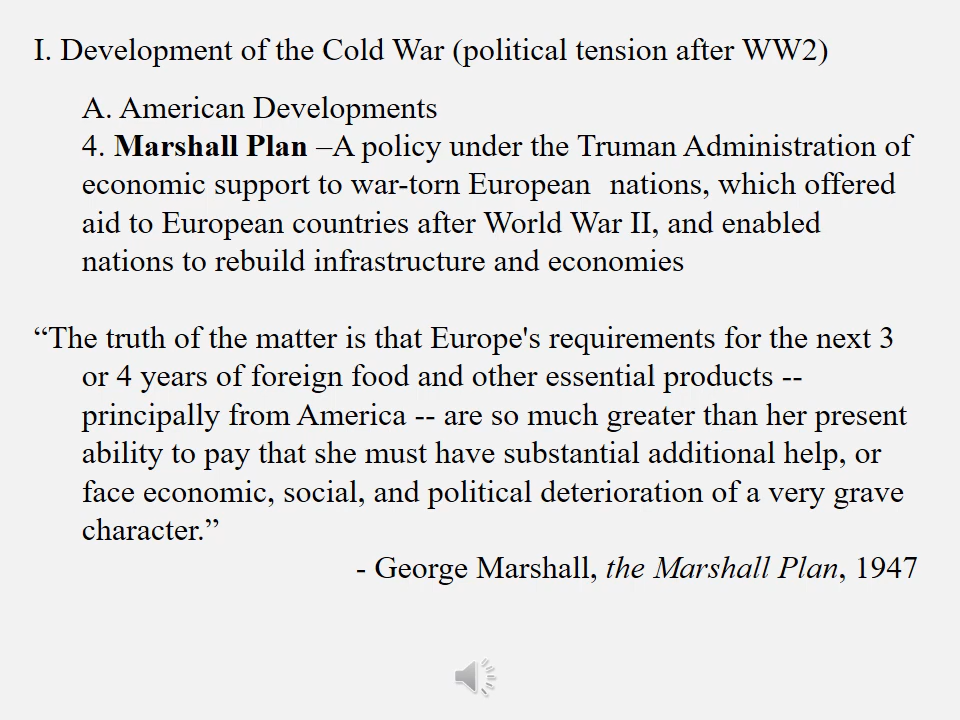 I. Development of the Cold War (political tension after WW2)
A. American Developments
4. Marshall Plan –A policy under the Truman Administration of
economic support to war-torn European  nations, which offered
aid to European countries after World War II, and enabled
nations to rebuild infrastructure and economies
“The truth of the matter is that Europe's requirements for the next 3
or 4 years of foreign food and other essential products --
principally from America -- are so much greater than her present
ability to pay that she must have substantial additional help, or
face economic, social, and political deterioration of a very grave
character.”
- George Marshall, the Marshall Plan, 1947